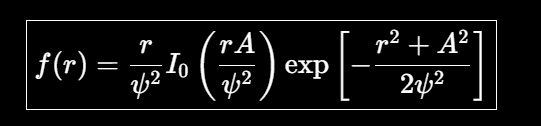 f(r) = \frac{r}{\psi^2} I_0 \left( \frac{rA}{\psi^2} \right) \exp \left[ -\frac{r^2 + A^2}{2\psi^2} \right]